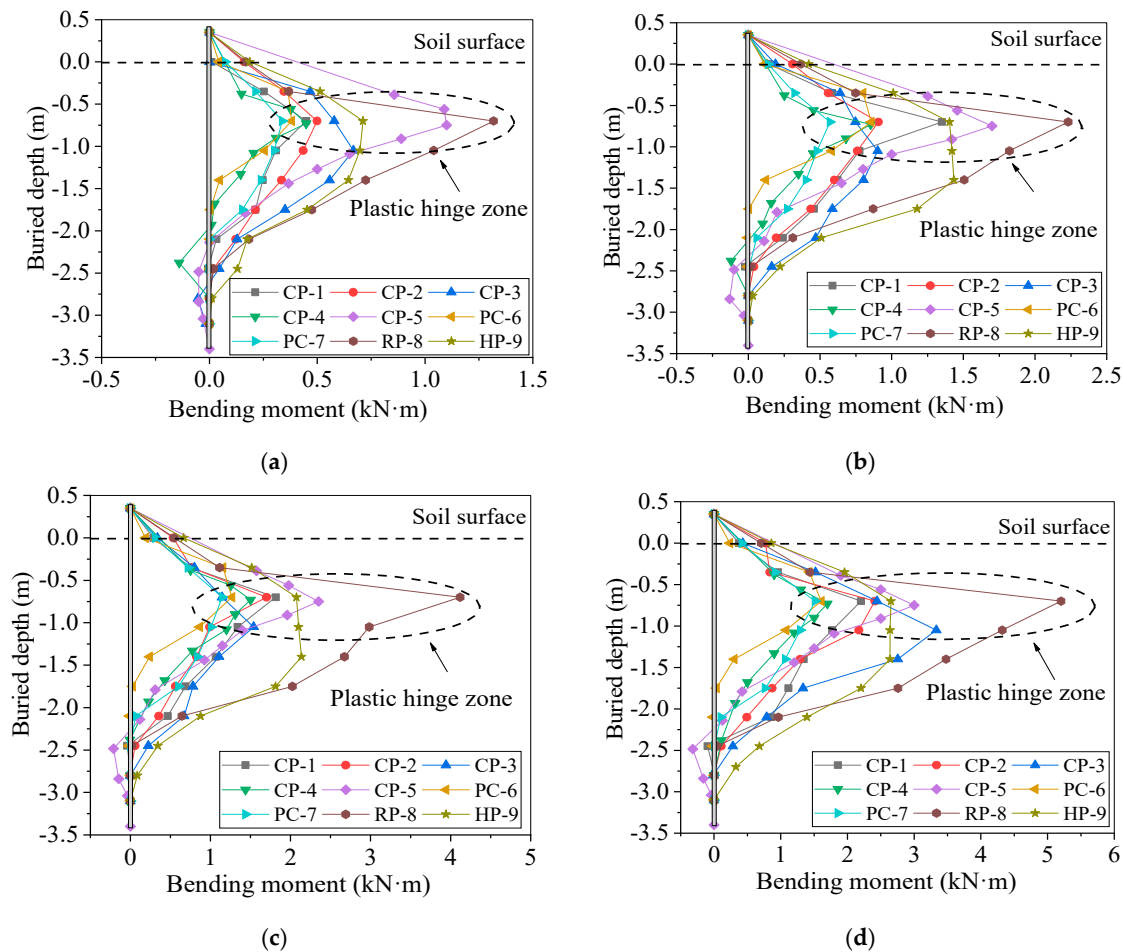 0.5
0.0
-0.5
-1.0
-1.5
-2.0
-2.5
-3.0
-3.5
Buried depth (m)
Soil surface
Plastic hinge zone
CP-1 CP-2 CP-3
CP-4 CP-5 PC-6
PC-7 RP-8 HP-9
-0.5 0.0 0.5 1.0 1.5
Bending moment (kN·m)
(a)
0.5
0.0
-0.5
-1.0
-1.5
-2.0
-2.5
-3.0
-3.5
Buried depth (m)
Soil surface
Plastic hinge zone
CP-1 CP-2 CP-3
CP-4 CP-5 PC-6
PC-7 RP-8 HP-9
-0.5 0.0 0.5 1.0 1.5 2.0 2.5
Bending moment (kN·m)
(b)
0.5
0.0
-0.5
-1.0
-1.5
-2.0
-2.5
-3.0
-3.5
Buried depth (m)
Soil surface
Plastic hinge zone
CP-1 CP-2 CP-3
CP-4 CP-5 PC-6
PC-7 RP-8 HP-9
0 1 2 3 4 5
Bending moment (kN·m)
(c)
0.5
0.0
-0.5
-1.0
-1.5
-2.0
-2.5
-3.0
-3.5
Buried depth (m)
Soil surface
Plastic hinge zone
CP-1 CP-2 CP-3
CP-4 CP-5 PC-6
PC-7 RP-8 HP-9
0 1 2 3 4 5 6
Bending moment (kN·m)
(d)